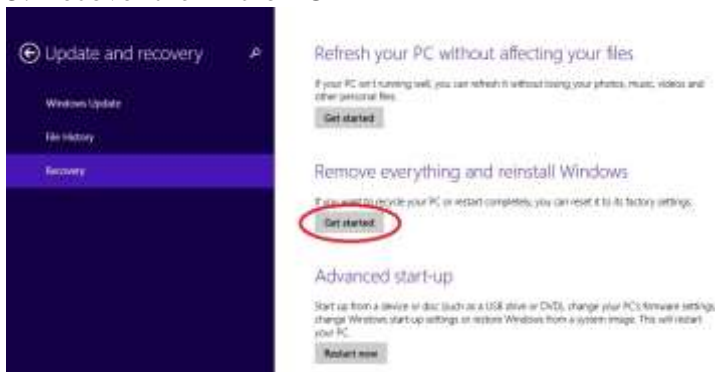 Update and recovery
Windows Update
File History
Recovery
Refresh your PC without affecting your files
If your PC isn't running well, you can refresh it without losing your photos, music, videos and
other personal files.
Get started
Remove everything and reinstall Windows
If you want to recycle your PC or restart completely, you can reset it to its factory settings.
Get started
Advanced start-up
Start up from a device or disc (such as a USB drive or DVD), change your PC's firmware settings,
change Windows start-up settings or restore Windows from a system image. This will restart
your PC.
Restart now